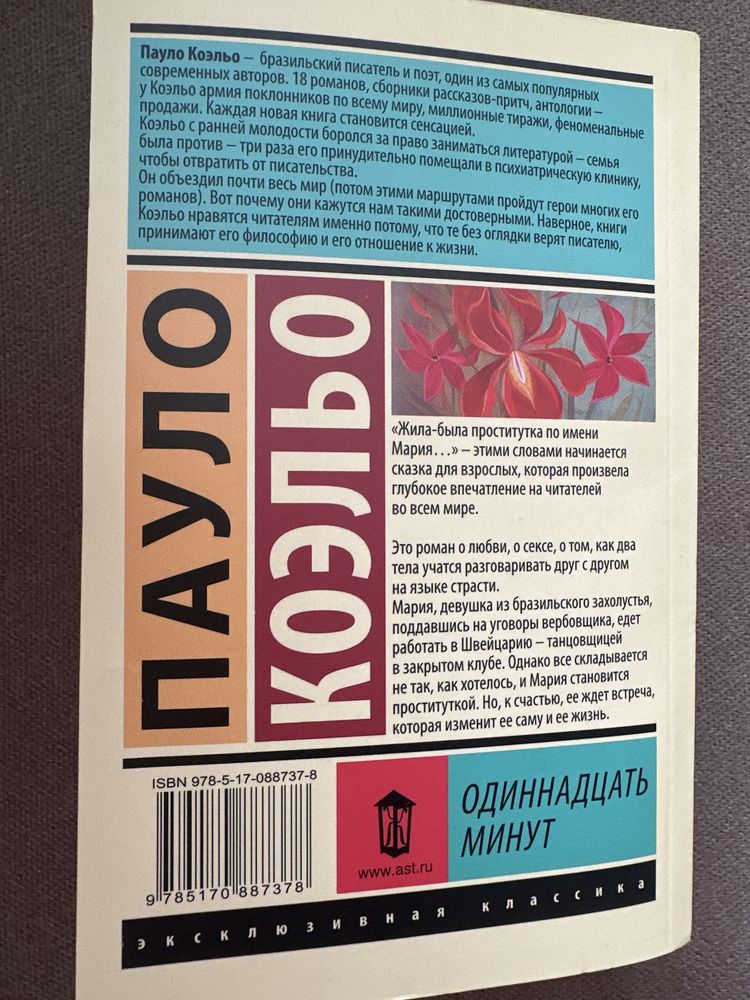 Пауло Коэльо – бразильский писатель и поэт, один из самых популярных
современных авторов. 18 романов, сборники рассказов-притч, антологии –
у Коэльо армия поклонников по всему миру, миллионные тиражи, феноменальные
продажи. Каждая новая книга становится сенсацией.
Коэльо с ранней молодости боролся за право заниматься литературой – семья
была против – три раза его принудительно помещали в психиатрическую клинику,
чтобы отвратить от писательства.
Он объездил почти весь мир (потом этими маршрутами пройдут герои многих его
романов). Вот почему они кажутся нам такими достоверными. Наверное, книги
Коэльо нравятся читателям именно потому, что те без оглядки верят писателю,
принимают его философию и его отношение к жизни.
ПАУЛО
КОЭЛЬО
«Жила-была проститутка по имени
Мария...» – этими словами начинается
сказка для взрослых, которая произвела
глубокое впечатление на читателей
во всем мире.
Это роман о любви, о сексе, о том, как два
тела учатся разговаривать друг с другом
на языке страсти.
Мария, девушка из бразильского захолустья,
поддавшись на уговоры вербовщика, едет
работать в Швейцарию – танцовщицей
в закрытом клубе. Однако все складывается
не так, как хотелось, и Мария становится
проституткой. Но, к счастью, ее ждет встреча,
которая изменит ее саму и ее жизнь.
ISBN 978-5-17-088737-8
9 785170 887378
www.ast.ru
ОДИННАДЦАТЬ
МИНУТ
эксклюзивная классика